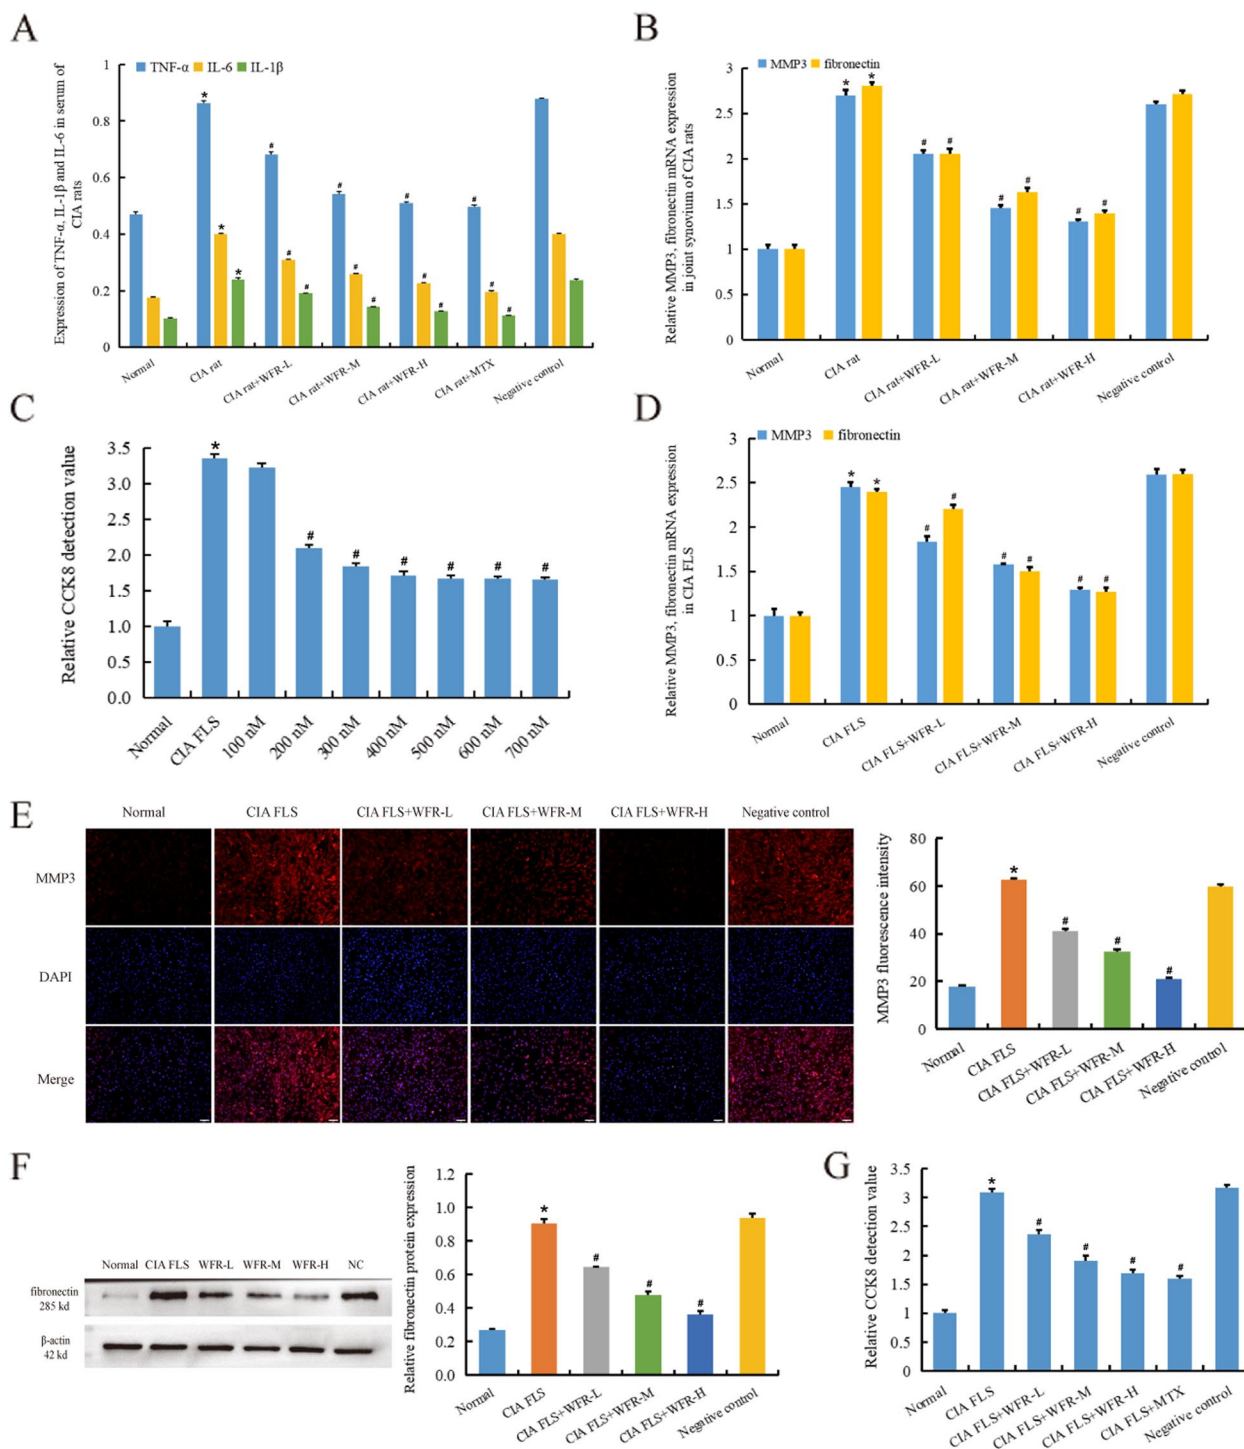 A
TNF-α IL-6 IL-1β
Expression of TNF-α, IL-1β and IL-6 in serum of
CIA rats
1
0.8
0.6
0.4
0.2
0
* * *
# # #
# # #
# # #
# # #
Normal
CIA rat
CIA rat+WFR-L
CIA rat+WFR-M
CIA rat+WFR-H
CIA rat+MTX
Negative control
B
MMP3 fibronectin
Relative MMP3, fibronectin mRNA expression
in joint synovium of CIA rats
3
2.5
2
1.5
1
0.5
0
* *
# #
# #
# #
Normal
CIA rat
CIA rat+WFR-L
CIA rat+WFR-M
CIA rat+WFR-H
Negative control
C
Relative CCK8 detection value
3.5
3.0
2.5
2.0
1.5
1.0
0.5
0.0
*
# # # # # #
Normal
CIA FLS
100 nM
200 nM
300 nM
400 nM
500 nM
600 nM
700 nM
D
MMP3 fibronectin
Relative MMP3, fibronectin mRNA expression
in CIA FLS
3
2.5
2
1.5
1
0.5
0
* *
# #
# #
# #
Normal
CIA FLS
CIA FLS+WFR-L
CIA FLS+WFR-M
CIA FLS+WFR-H
Negative control
E
Normal CIA FLS CIA FLS+WFR-L CIA FLS+WFR-M CIA FLS+WFR-H Negative control
MMP3
DAPI
Merge
MMP3 fluorescence intensity
80
60
40
20
0
*
# # #
Normal
CIA FLS
CIA FLS+WFR-L
CIA FLS+WFR-M
CIA FLS+WFR-H
Negative control
F
Normal CIA FLS WFR-L WFR-M WFR-H NC
fibronectin
285 kd
β-actin
42 kd
Relative fibronectin protein expression
1.2
1.0
0.8
0.6
0.4
0.2
0.0
*
# # #
Normal
CIA FLS
CIA FLS+WFR-L
CIA FLS+WFR-M
CIA FLS+WFR-H
Negative control
G
Relative CCK8 detection value
3.5
3
2.5
2
1.5
1
0.5
0
*
# # # #
Normal
CIA FLS
CIA FLS+WFR-L
CIA FLS+WFR-M
CIA FLS+WFR-H
CIA FLS+MTX
Negative control